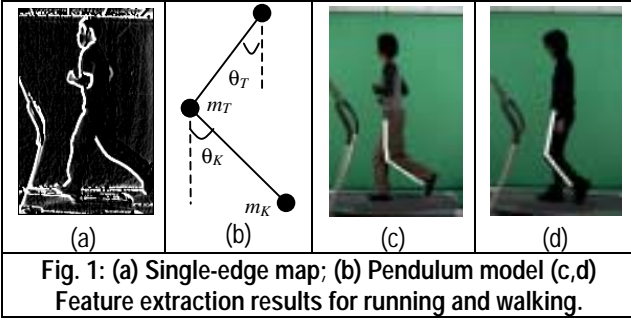 θT
mT
θK
mK
(a)
(b)
(c)
(d)
Fig. 1: (a) Single-edge map; (b) Pendulum model (c,d)
Feature extraction results for running and walking.